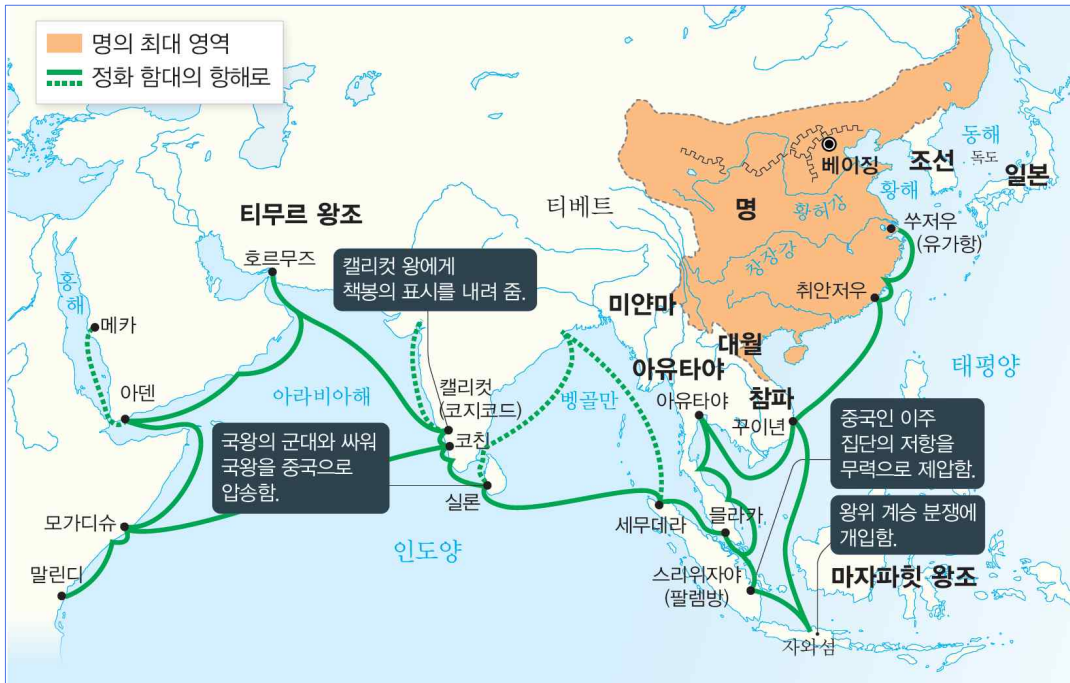 명의 최대 영역
정화 함대의 항해로
티무르 왕조
호르무즈
홍해
메카
아덴
아라비아해
모가디슈
말린디
인도양
캘리컷 왕에게
책봉의 표시를 내려 줌.
캘리컷
(코지코드)
코친
국왕의 군대와 싸워
국왕을 중국으로
압송함.
실론
벵골만
티베트
미얀마
아유타야
아유타야
대월
참파
꾸이년
명
베이징
황허강
창장강
조선
동해
독도
일본
황해
쑤저우
(유가항)
취안저우
태평양
중국인 이주
집단의 저항을
무력으로 제압함.
왕위 계승 분쟁에
개입함.
세무데라
믈라카
스리위자야
(팔렘방)
마자파힛 왕조
자와섬